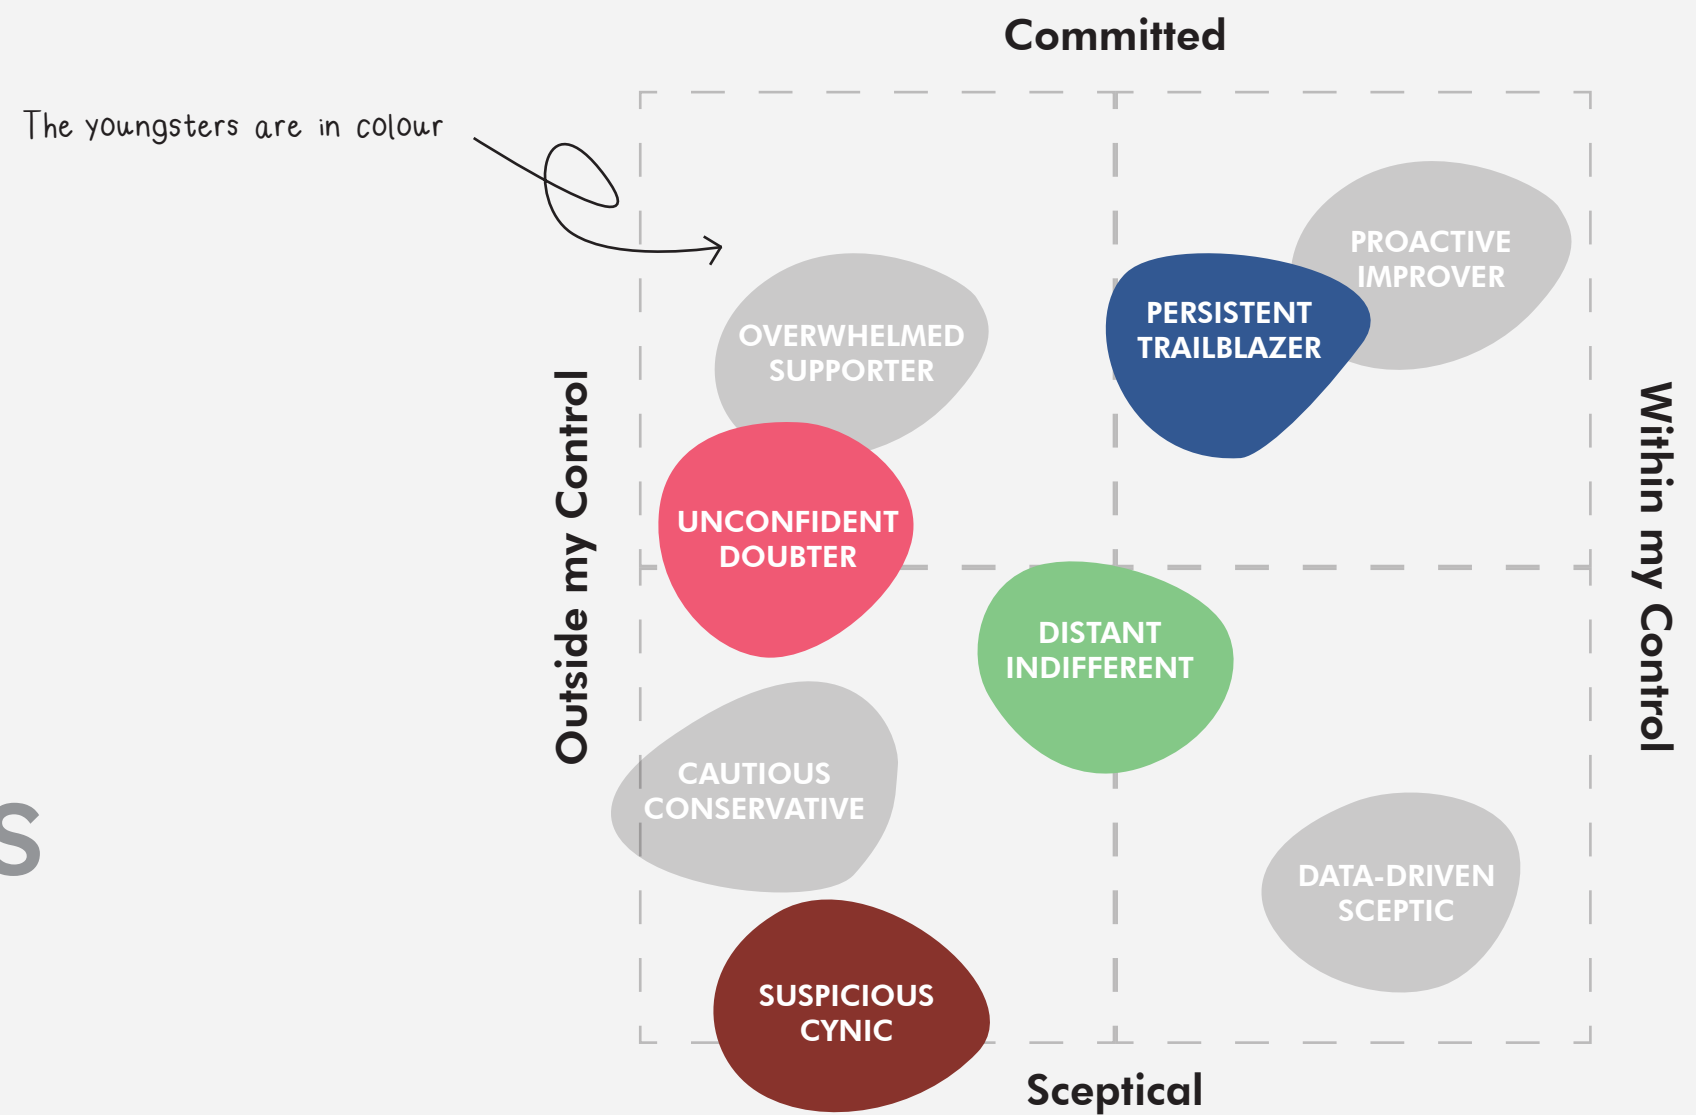 Committed
The youngsters are in colour
PROACTIVE
IMPROVER
PERSISTENT
TRAILBLAZER
OVERWHELMED
SUPPORTER
Outside my Control
Within my Control
UNCONFIDENT
DOUBTER
DISTANT
INDIFFERENT
CAUTIOUS
CONSERVATIVE
S
DATA-DRIVEN
SCEPTIC
SUSPICIOUS
CYNIC
Sceptical